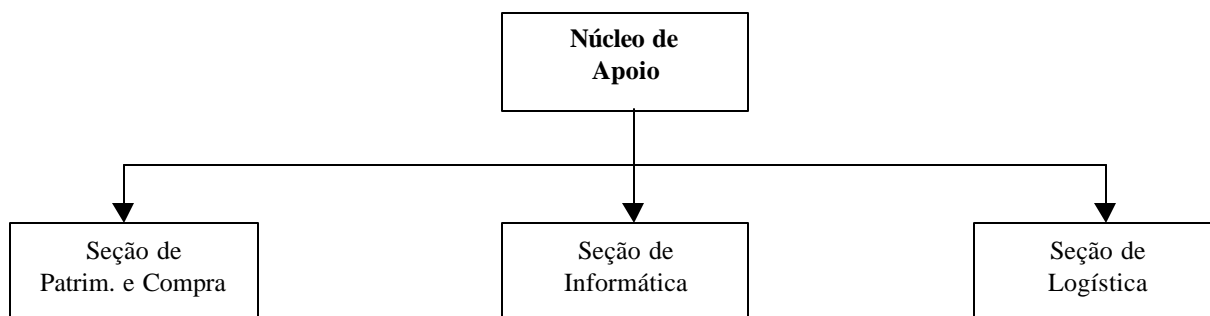 Núcleo de
Apoio
Seção de
Patrim. e Compra
Seção de
Informática
Seção de
Logística